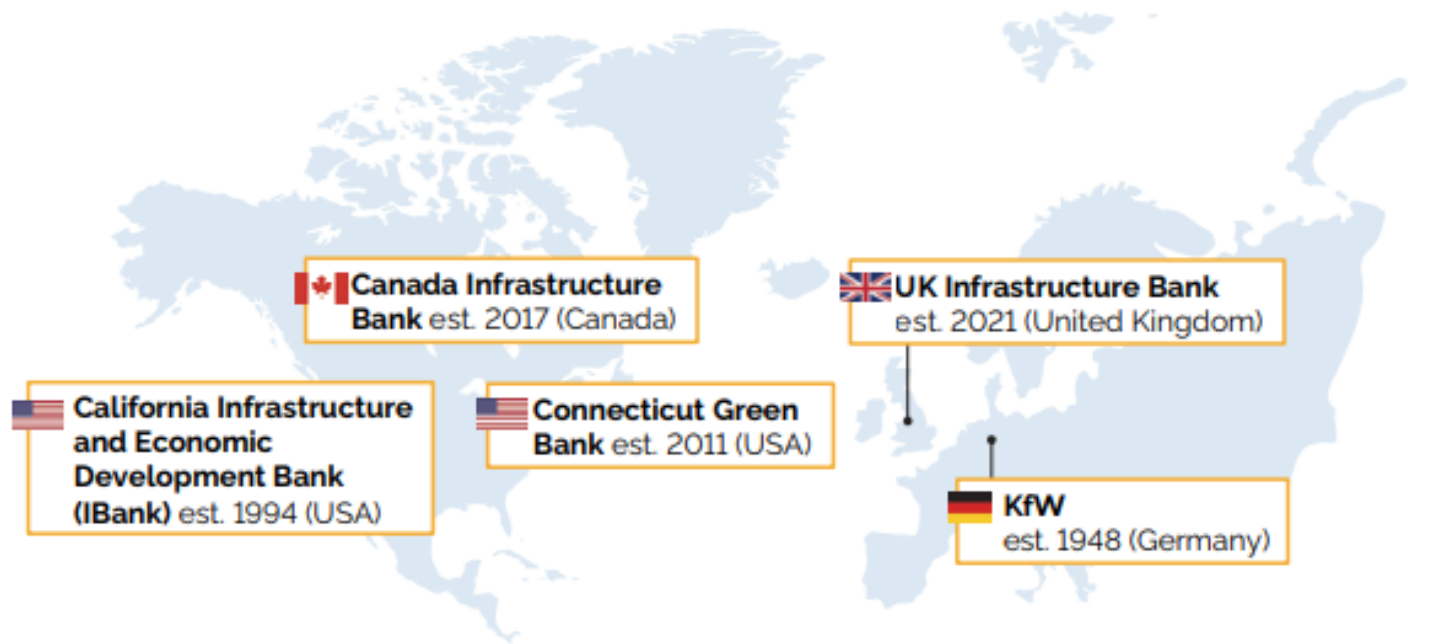 Canada Infrastructure
Bank est. 2017 (Canada)
UK Infrastructure Bank
est. 2021 (United Kingdom)
California Infrastructure
and Economic
Development Bank
(IBank) est. 1994 (USA)
Connecticut Green
Bank est. 2011 (USA)
KfW
est. 1948 (Germany)